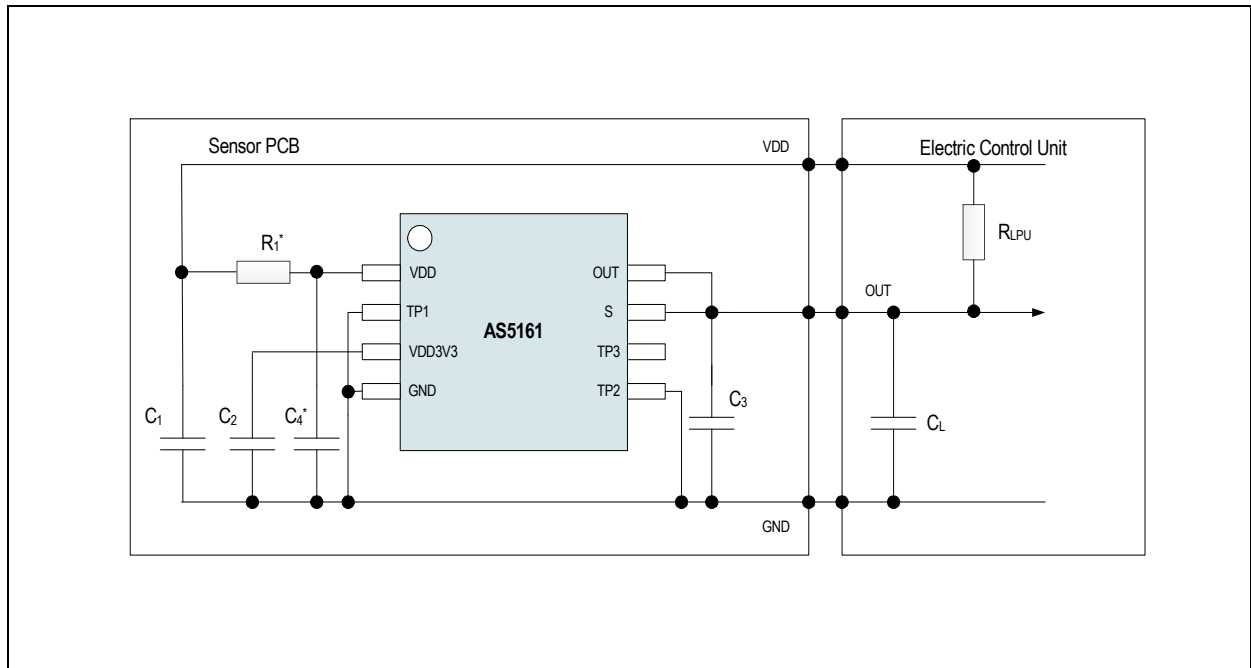 Sensor PCB
VDD
Electric Control Unit
R1*
RLPU
VDD
OUT
OUT
TP1
S
AS5161
VDD3V3
TP3
GND
TP2
C1
C2
C4*
C3
CL
GND